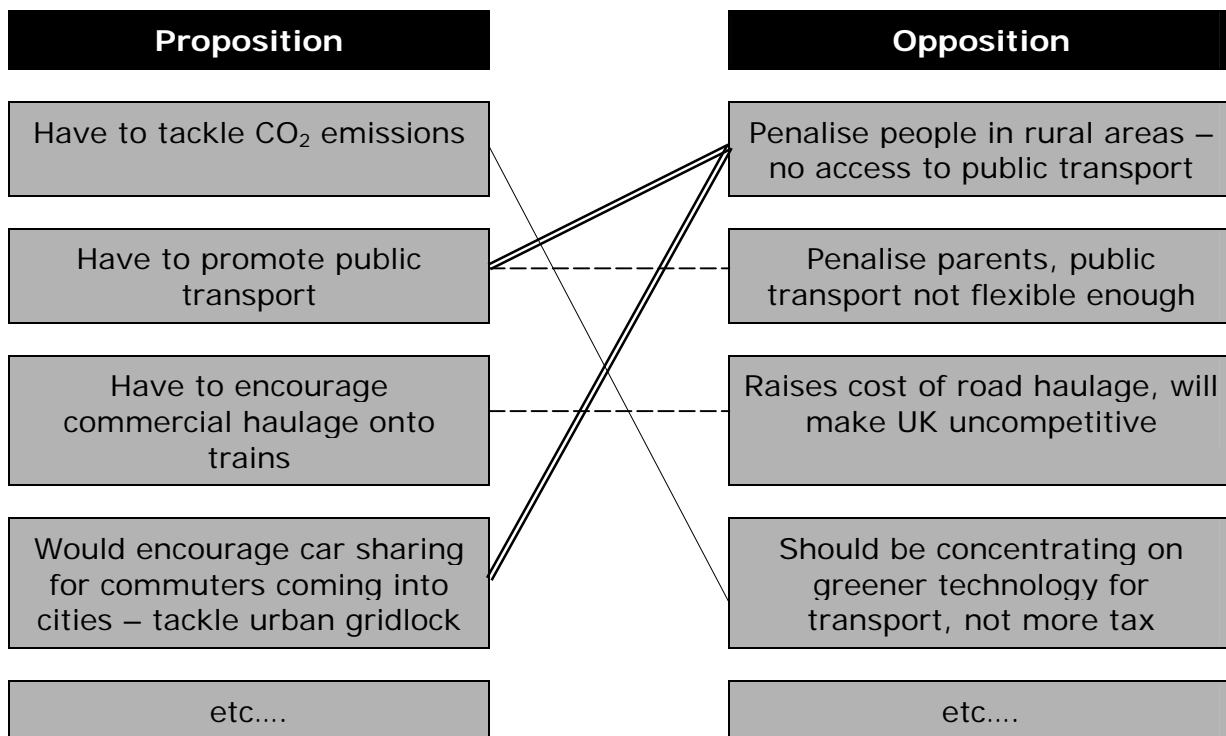 Proposition
Have to tackle CO₂ emissions
Have to promote public
transport
Have to encourage
commercial haulage onto
trains
Would encourage car sharing
for commuters coming into
cities – tackle urban gridlock
etc....
Opposition
Penalise people in rural areas –
no access to public transport
Penalise parents, public
transport not flexible enough
Raises cost of road haulage, will
make UK uncompetitive
Should be concentrating on
greener technology for
transport, not more tax
etc....